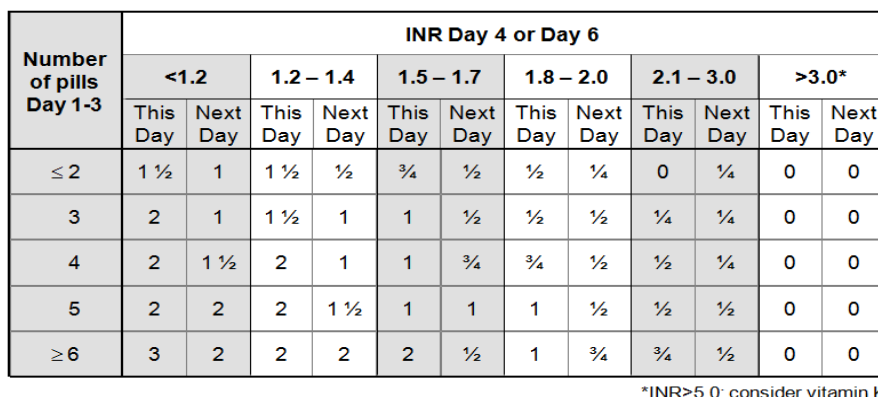 Number of pills Day 1-3
INR Day 4 or Day 6
<1.2 1.2 – 1.4 1.5 – 1.7 1.8 – 2.0 2.1 – 3.0 >3.0*
This Day Next Day This Day Next Day This Day Next Day This Day Next Day This Day Next Day This Day Next Day
≤ 2 1 ½ 1 1 ½ ½ ¾ ½ ½ ¼ 0 ¼ 0 0
3 2 1 1 ½ 1 1 ½ ½ ½ ¼ ¼ 0 0
4 2 1 ½ 2 1 1 ¾ ¾ ½ ½ ¼ 0 0
5 2 2 2 1 ½ 1 1 1 ½ ½ ½ 0 0
≥ 6 3 2 2 2 2 ½ 1 ¾ ¾ ½ 0 0
*INR>5.0: consider vitamin K